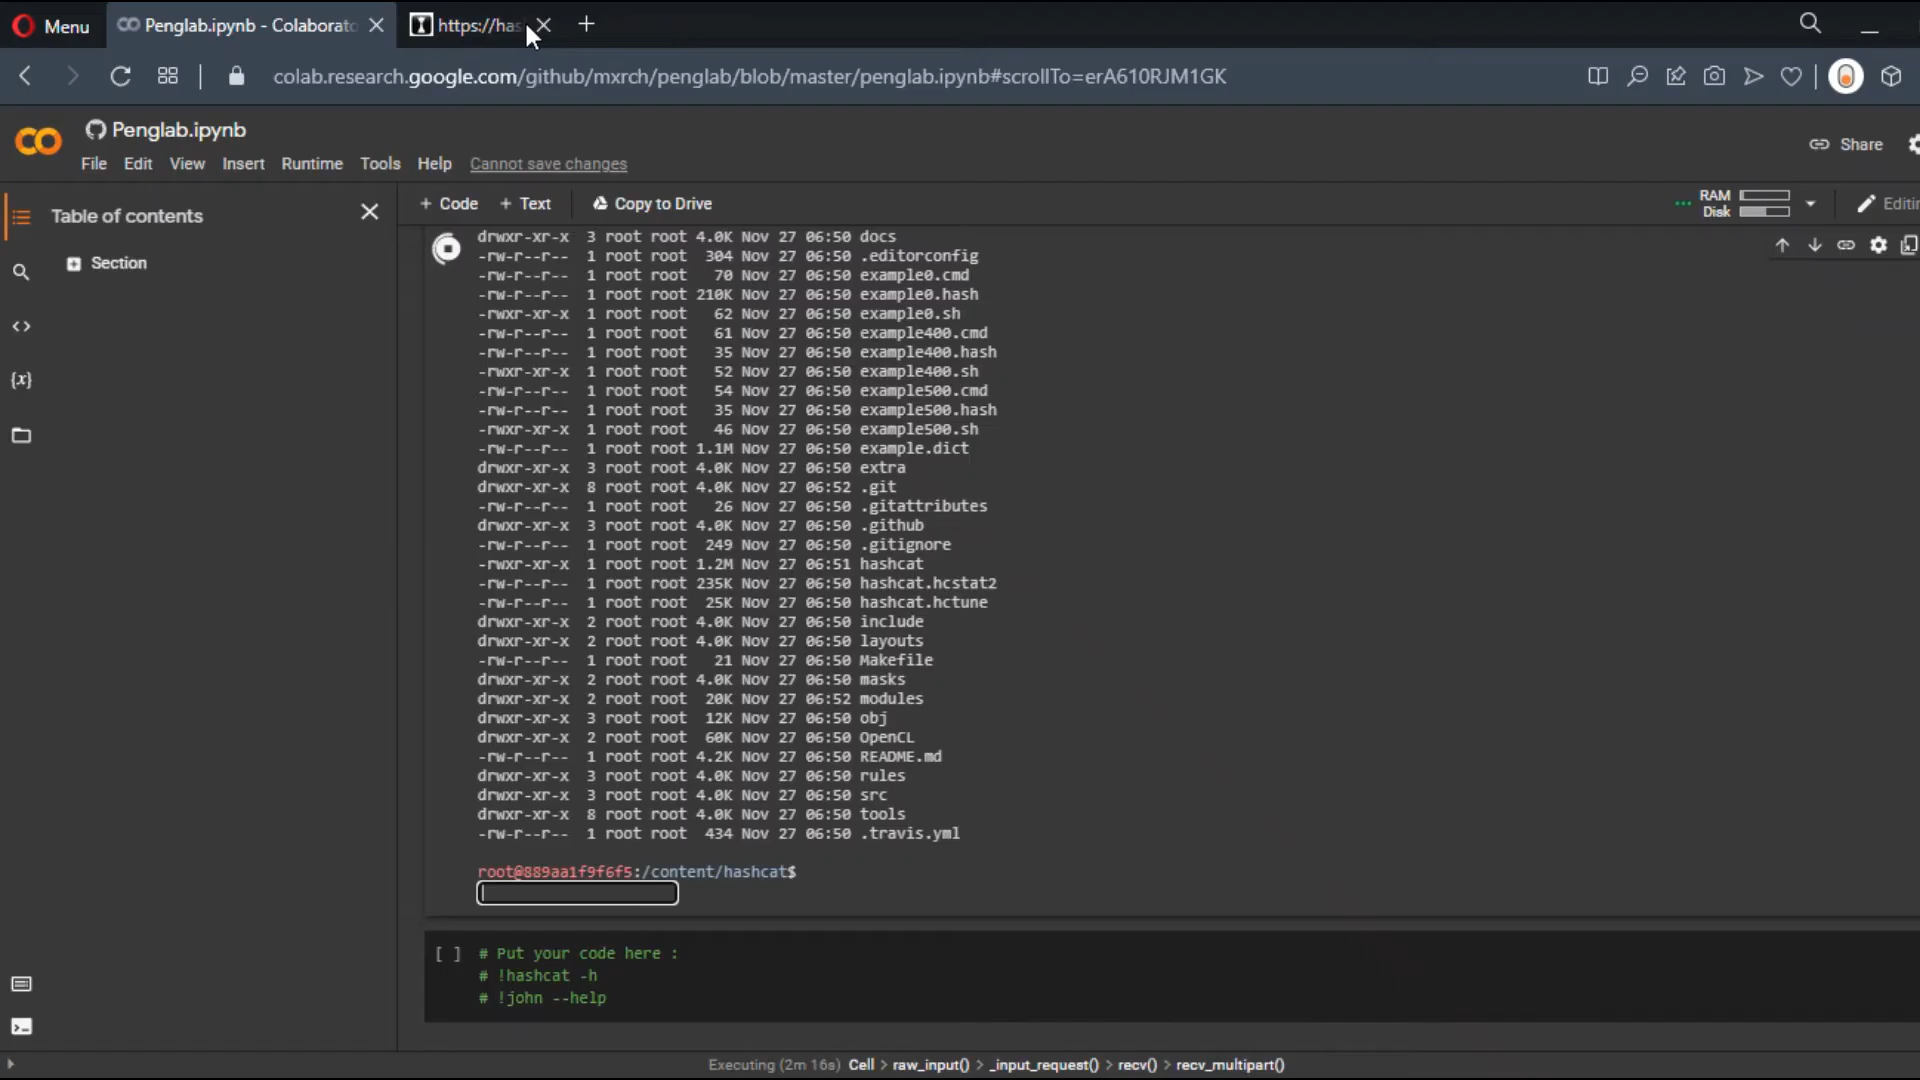 Menu
Penglab.ipynb - Colaborato
https://has
colab.research.google.com/github/mxrch/penglab/blob/master/penglab.ipynb#scrollTo=erA610RJM1GK
Penglab.ipynb
File Edit View Insert Runtime Tools Help Cannot save changes
Share
Table of contents
+ Code + Text Copy to Drive
RAM
Disk
Editin
Section
{x}
drwxr-xr-x 3 root root 4.0K Nov 27 06:50 docs
-rw-r--r-- 1 root root 304 Nov 27 06:50 .editorconfig
-rw-r--r-- 1 root root 70 Nov 27 06:50 example0.cmd
-rw-r--r-- 1 root root 210K Nov 27 06:50 example0.hash
-rwxr-xr-x 1 root root 62 Nov 27 06:50 example0.sh
-rw-r--r-- 1 root root 61 Nov 27 06:50 example400.cmd
-rw-r--r-- 1 root root 35 Nov 27 06:50 example400.hash
-rwxr-xr-x 1 root root 52 Nov 27 06:50 example400.sh
-rw-r--r-- 1 root root 54 Nov 27 06:50 example500.cmd
-rw-r--r-- 1 root root 35 Nov 27 06:50 example500.hash
-rwxr-xr-x 1 root root 46 Nov 27 06:50 example500.sh
-rw-r--r-- 1 root root 1.1M Nov 27 06:50 example.dict
drwxr-xr-x 3 root root 4.0K Nov 27 06:50 extra
drwxr-xr-x 8 root root 4.0K Nov 27 06:52 .git
-rw-r--r-- 1 root root 26 Nov 27 06:50 .gitattributes
drwxr-xr-x 3 root root 4.0K Nov 27 06:50 .github
-rw-r--r-- 1 root root 249 Nov 27 06:50 .gitignore
-rwxr-xr-x 1 root root 1.2M Nov 27 06:51 hashcat
-rw-r--r-- 1 root root 235K Nov 27 06:50 hashcat.hcstat2
-rw-r--r-- 1 root root 25K Nov 27 06:50 hashcat.hctune
drwxr-xr-x 2 root root 4.0K Nov 27 06:50 include
drwxr-xr-x 2 root root 4.0K Nov 27 06:50 layouts
-rw-r--r-- 1 root root 21 Nov 27 06:50 Makefile
drwxr-xr-x 2 root root 4.0K Nov 27 06:50 masks
drwxr-xr-x 2 root root 20K Nov 27 06:52 modules
drwxr-xr-x 3 root root 12K Nov 27 06:50 obj
drwxr-xr-x 2 root root 60K Nov 27 06:50 OpenCL
-rw-r--r-- 1 root root 4.2K Nov 27 06:50 README.md
drwxr-xr-x 3 root root 4.0K Nov 27 06:50 rules
drwxr-xr-x 3 root root 4.0K Nov 27 06:50 src
drwxr-xr-x 8 root root 4.0K Nov 27 06:50 tools
-rw-r--r-- 1 root root 434 Nov 27 06:50 .travis.yml
root@889aa1f9f6f5:/content/hashcat$
[ ] # Put your code here :
# !hashcat -h
# !john --help
Executing (2m 16s) Cell > raw_input() > _input_request() > recv() > recv_multipart()